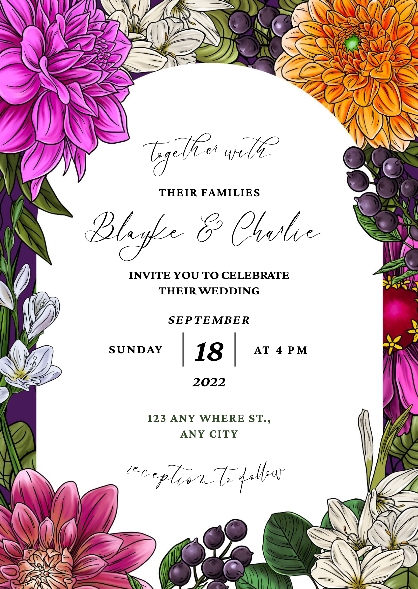 together with
THEIR FAMILIES
Blayke & Charlie
INVITE YOU TO CELEBRATE
THEIR WEDDING
SEPTEMBER
SUNDAY 18 AT 4 PM
2022
123 ANY WHERE ST.,
ANY CITY
reception to follow